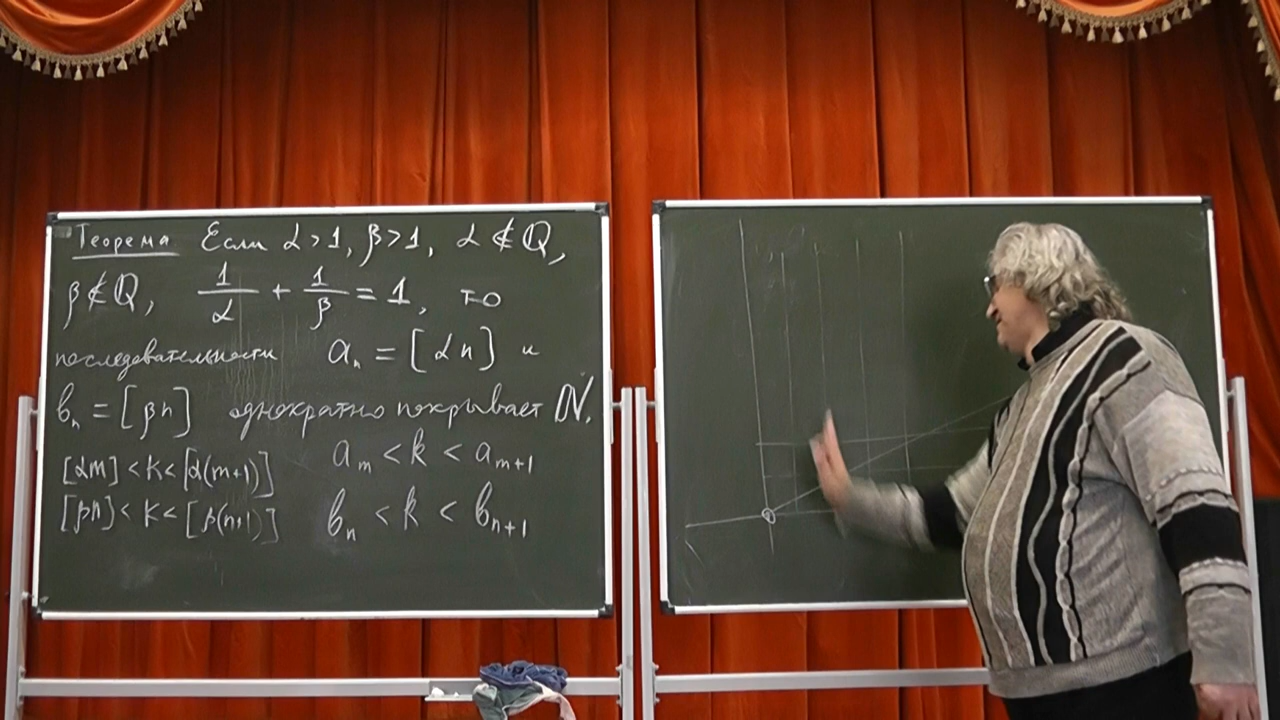 Теорема Если α>1, β>1, α∉ℚ,
β∉ℚ, 1/α + 1/β = 1, то
последовательности aₙ = [αn] и
bₙ = [βn] однократно покрывает ℕ.
[αm] < k < [α(m+1)] aₘ < k < aₘ₊₁
[βn] < k < [β(n+1)] bₙ < k < bₙ₊₁